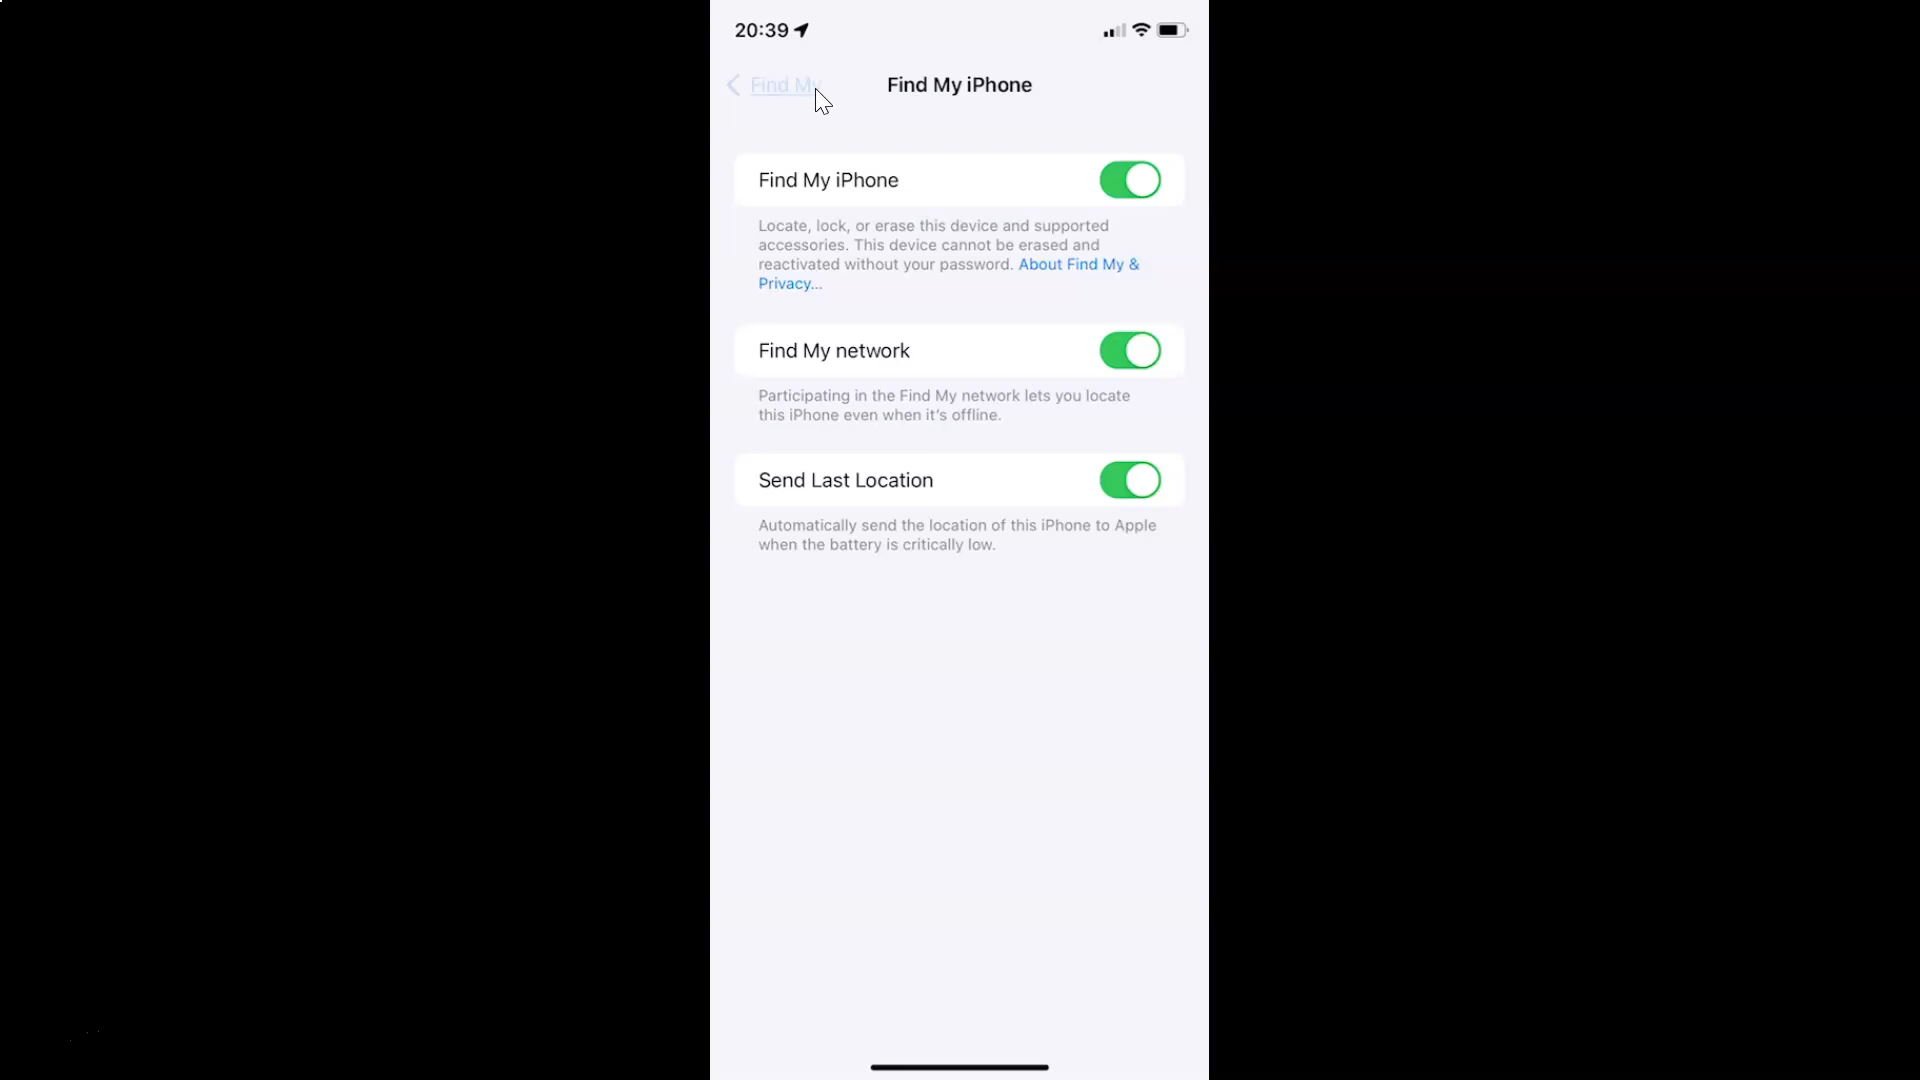 20:39
Find My
Find My iPhone
Find My iPhone
Locate, lock, or erase this device and supported
accessories. This device cannot be erased and
reactivated without your password. About Find My &
Privacy...
Find My network
Participating in the Find My network lets you locate
this iPhone even when it's offline.
Send Last Location
Automatically send the location of this iPhone to Apple
when the battery is critically low.